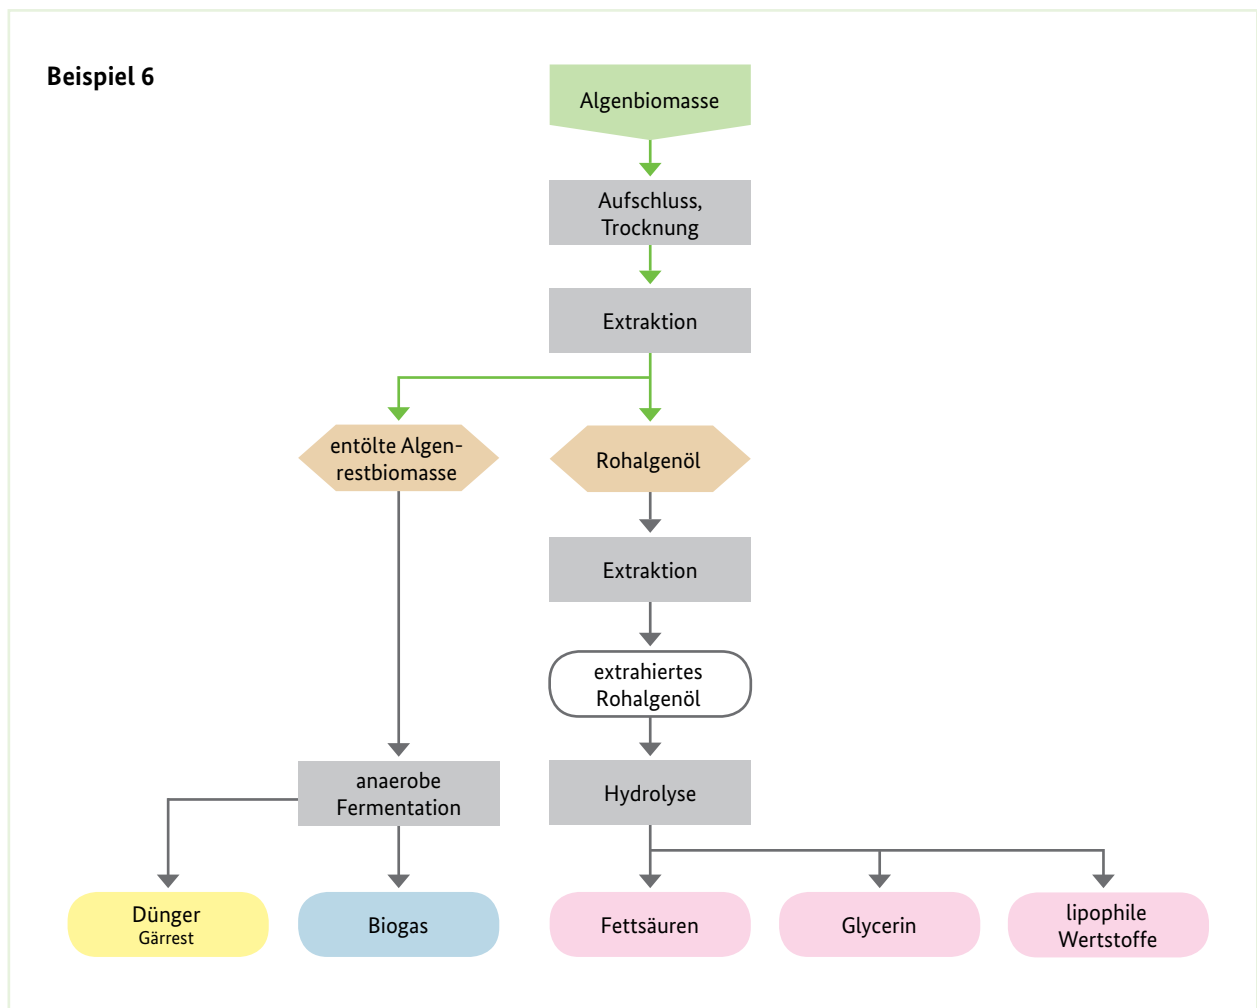 Beispiel 6
Algenbiomasse
Aufschluss,
Trocknung
Extraktion
entölte Algen-
restbiomasse
Rohalgenöl
Extraktion
extrahiertes
Rohalgenöl
anaerobe
Fermentation
Hydrolyse
Dünger
Gärrest
Biogas
Fettsäuren
Glycerin
lipophile
Wertstoffe